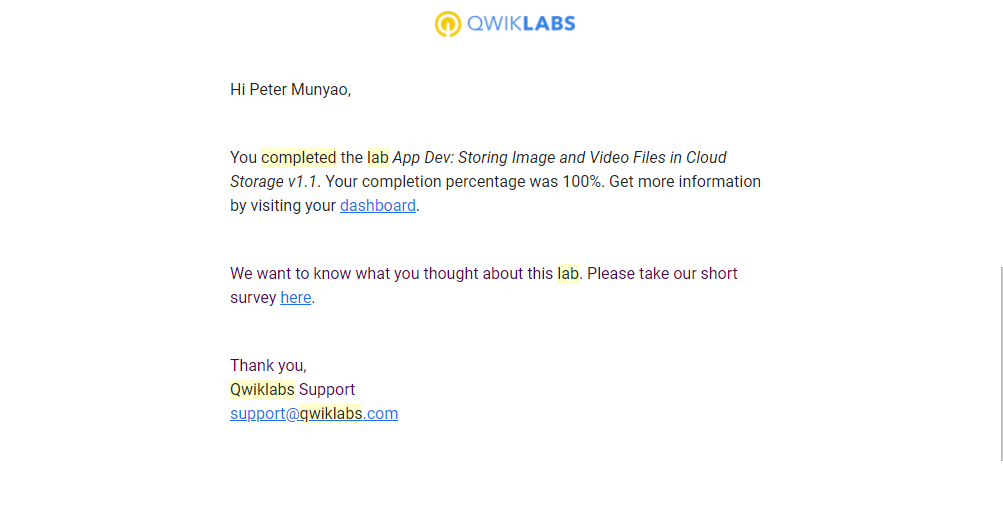 QWIKLABS
Hi Peter Munyao,
You completed the lab App Dev: Storing Image and Video Files in Cloud
Storage v1.1. Your completion percentage was 100%. Get more information
by visiting your dashboard.
We want to know what you thought about this lab. Please take our short
survey here.
Thank you,
Qwiklabs Support
support@qwiklabs.com